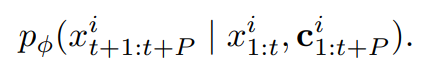 p_ϕ(x^i_{t+1:t+P} | x^i_{1:t}, 𝐜^i_{1:t+P}).